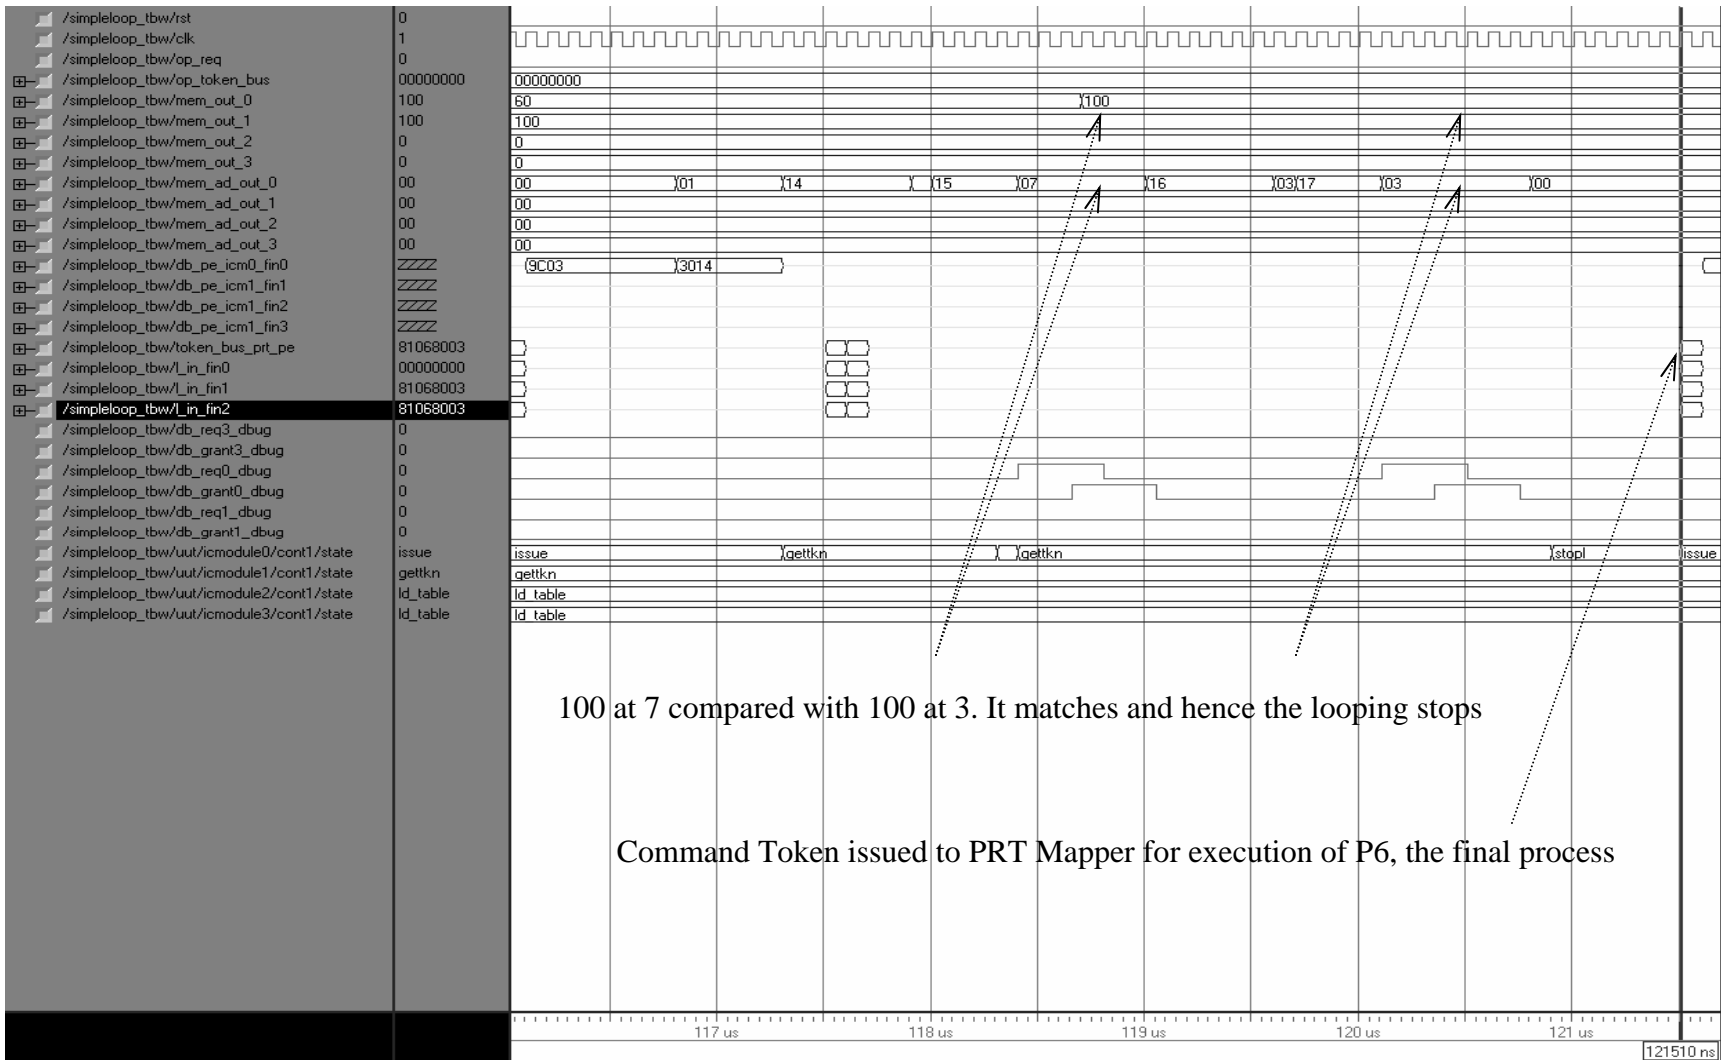 /simpleloop_tbw/rst 0
/simpleloop_tbw/clk 1
/simpleloop_tbw/op_req 0
/simpleloop_tbw/op_token_bus 00000000 00000000
/simpleloop_tbw/mem_out_0 100 60 100
/simpleloop_tbw/mem_out_1 100 100
/simpleloop_tbw/mem_out_2 0 0
/simpleloop_tbw/mem_out_3 0 0
/simpleloop_tbw/mem_ad_out_0 00 00 01 14 15 07 16 03 17 03 00
/simpleloop_tbw/mem_ad_out_1 00 00
/simpleloop_tbw/mem_ad_out_2 00 00
/simpleloop_tbw/mem_ad_out_3 00 00
/simpleloop_tbw/db_pe_icm0_fin0 ZZZZ 9C03 3014
/simpleloop_tbw/db_pe_icm1_fin1 ZZZZ
/simpleloop_tbw/db_pe_icm1_fin2 ZZZZ
/simpleloop_tbw/db_pe_icm1_fin3 ZZZZ
/simpleloop_tbw/token_bus_prt_pe 81068003
/simpleloop_tbw/l_in_fin0 00000000
/simpleloop_tbw/l_in_fin1 81068003
/simpleloop_tbw/l_in_fin2 81068003
/simpleloop_tbw/db_req3_dbug 0
/simpleloop_tbw/db_grant3_dbug 0
/simpleloop_tbw/db_req0_dbug 0
/simpleloop_tbw/db_grant0_dbug 0
/simpleloop_tbw/db_req1_dbug 0
/simpleloop_tbw/db_grant1_dbug 0
/simpleloop_tbw/uut/icmodule0/cont1/state issue issue gettkn gettkn stopl issue
/simpleloop_tbw/uut/icmodule1/cont1/state gettkn gettkn
/simpleloop_tbw/uut/icmodule2/cont1/state ld_table ld_table
/simpleloop_tbw/uut/icmodule3/cont1/state ld_table ld_table
100 at 7 compared with 100 at 3. It matches and hence the looping stops
Command Token issued to PRT Mapper for execution of P6, the final process
117 us 118 us 119 us 120 us 121 us
121510 ns